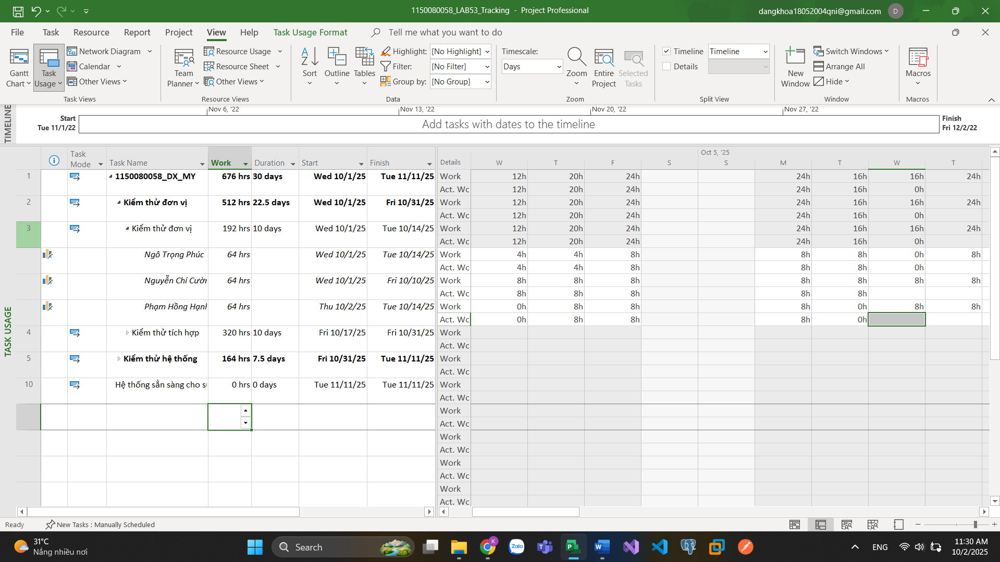 1150080058_LAB53_Tracking - Project Professional
dangkhoa18052004qni@gmail.com
D
File Task Resource Report Project View Help Task Usage Format Tell me what you want to do
Gantt Chart
Task Usage
Network Diagram
Calendar
Other Views
Task Views
Team Planner
Resource Usage
Resource Sheet
Other Views
Resource Views
Sort
Outline
Tables
Highlight: [No Highlight]
Filter: [No Filter]
Group by: [No Group]
Data
Timescale:
Days
Zoom
Entire Project
Selected Tasks
Zoom
Timeline Timeline
Details
Split View
New Window
Switch Windows
Arrange All
Hide
Window
Macros
Macros
TIMELINE
Nov 6, '22 Nov 13, '22 Nov 20, '22 Nov 27, '22
Start
Tue 11/1/22
Add tasks with dates to the timeline
Finish
Fri 12/2/22
TASK USAGE
Task Mode Task Name Work Duration Start Finish Details
Oct 5, '25
W T F S S M T W T
1 1150080058_DX_MY 676 hrs 30 days Wed 10/1/25 Tue 11/11/25 Work 12h 20h 24h 24h 16h 16h 24h
Act. Wc 12h 20h 24h 24h 16h 0h
2 Kiểm thử đơn vị 512 hrs 22.5 days Wed 10/1/25 Fri 10/31/25 Work 12h 20h 24h 24h 16h 16h 24h
Act. Wc 12h 20h 24h 24h 16h 0h
3 Kiểm thử đơn vị 192 hrs 10 days Wed 10/1/25 Tue 10/14/25 Work 12h 20h 24h 24h 16h 16h 24h
Act. Wc 12h 20h 24h 24h 16h 0h
Ngô Trọng Phúc 64 hrs Wed 10/1/25 Tue 10/14/25 Work 4h 4h 8h 8h 8h 0h 8h
Act. Wc 4h 4h 8h 8h 8h 0h
Nguyễn Chí Cườn 64 hrs Wed 10/1/25 Fri 10/10/25 Work 8h 8h 8h 8h 8h 8h 8h
Act. Wc 8h 8h 8h 8h 8h
Phạm Hồng Hạnh 64 hrs Thu 10/2/25 Tue 10/14/25 Work 0h 8h 8h 8h 0h 8h 8h
Act. Wc 0h 8h 8h 8h 0h
4 Kiểm thử tích hợp 320 hrs 10 days Fri 10/17/25 Fri 10/31/25 Work
Act. Wc
5 Kiểm thử hệ thống 164 hrs 7.5 days Fri 10/31/25 Tue 11/11/25 Work
Act. Wc
10 Hệ thống sẳn sàng cho sử 0 hrs 0 days Tue 11/11/25 Tue 11/11/25 Work
Act. Wc
Work
Act. Wc
Work
Act. Wc
Work
Act. Wc
Work
Act. Wc
Ready New Tasks : Manually Scheduled
31°C
Nắng nhiều nơi
Search
K
Zalo
ENG
11:30 AM
10/2/2025